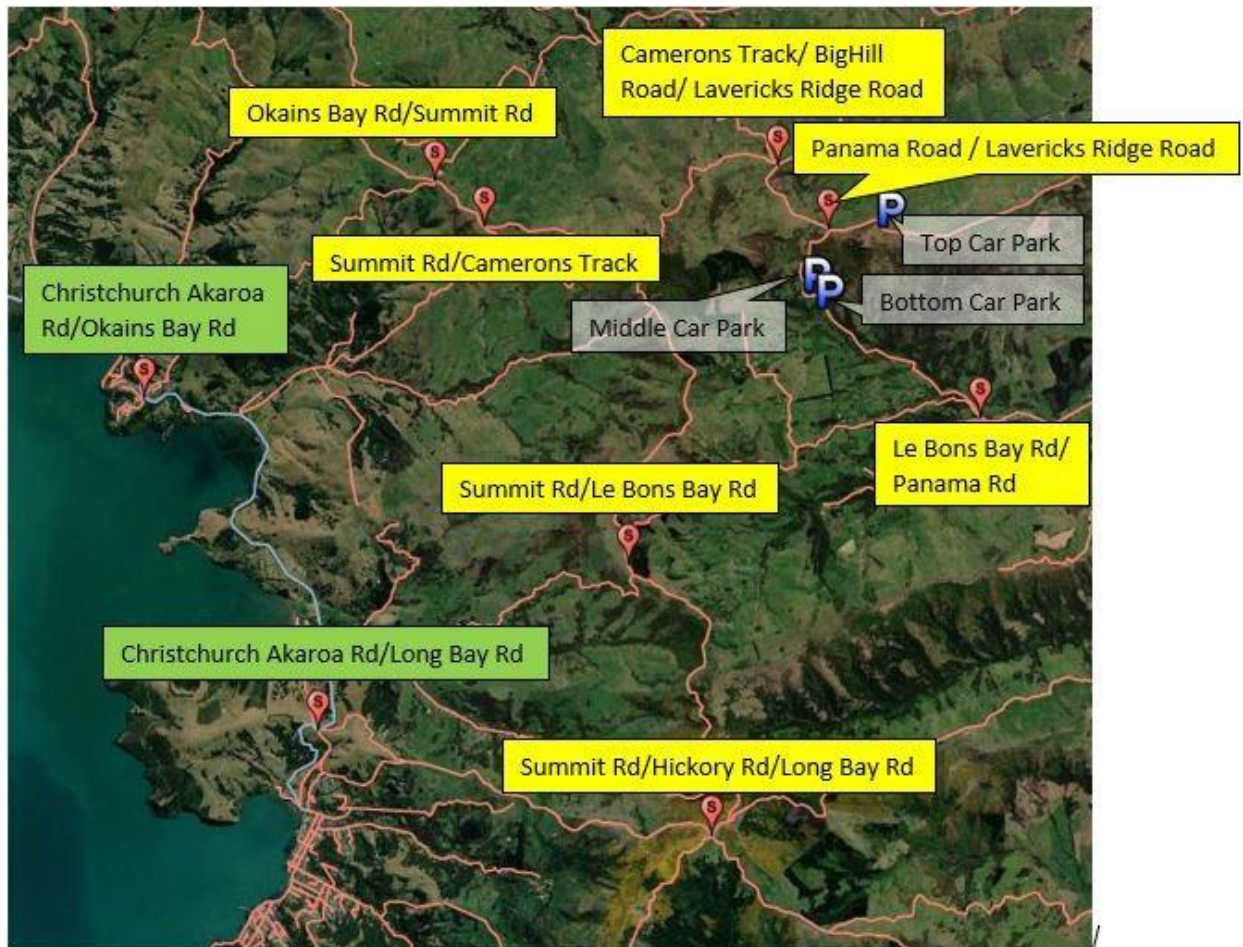 Camerons Track/ BigHill
Road/ Lavericks Ridge Road
Okains Bay Rd/Summit Rd
Panama Road / Lavericks Ridge Road
S
S
S
S
P
Top Car Park
Summit Rd/Camerons Track
Christchurch Akaroa
Rd/Okains Bay Rd
P
P
Bottom Car Park
Middle Car Park
S
S
Le Bons Bay Rd/
Panama Rd
Summit Rd/Le Bons Bay Rd
S
Christchurch Akaroa Rd/Long Bay Rd
S
Summit Rd/Hickory Rd/Long Bay Rd
S
/